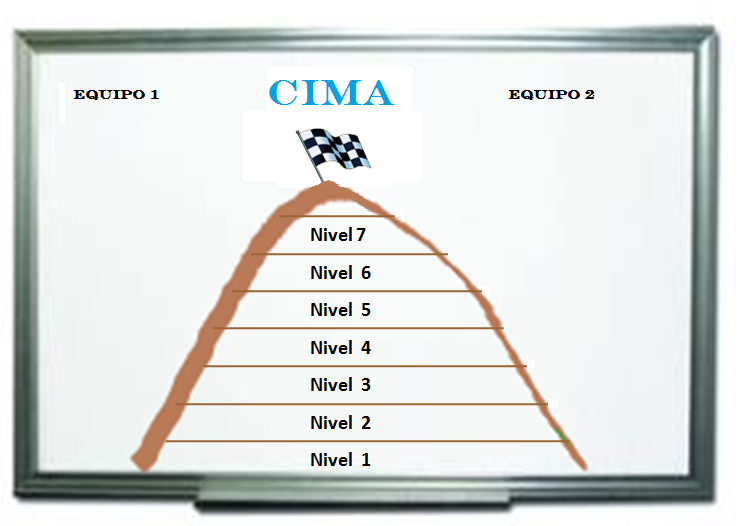 EQUIPO 1
CIMA
EQUIPO 2
Nivel 7
Nivel 6
Nivel 5
Nivel 4
Nivel 3
Nivel 2
Nivel 1